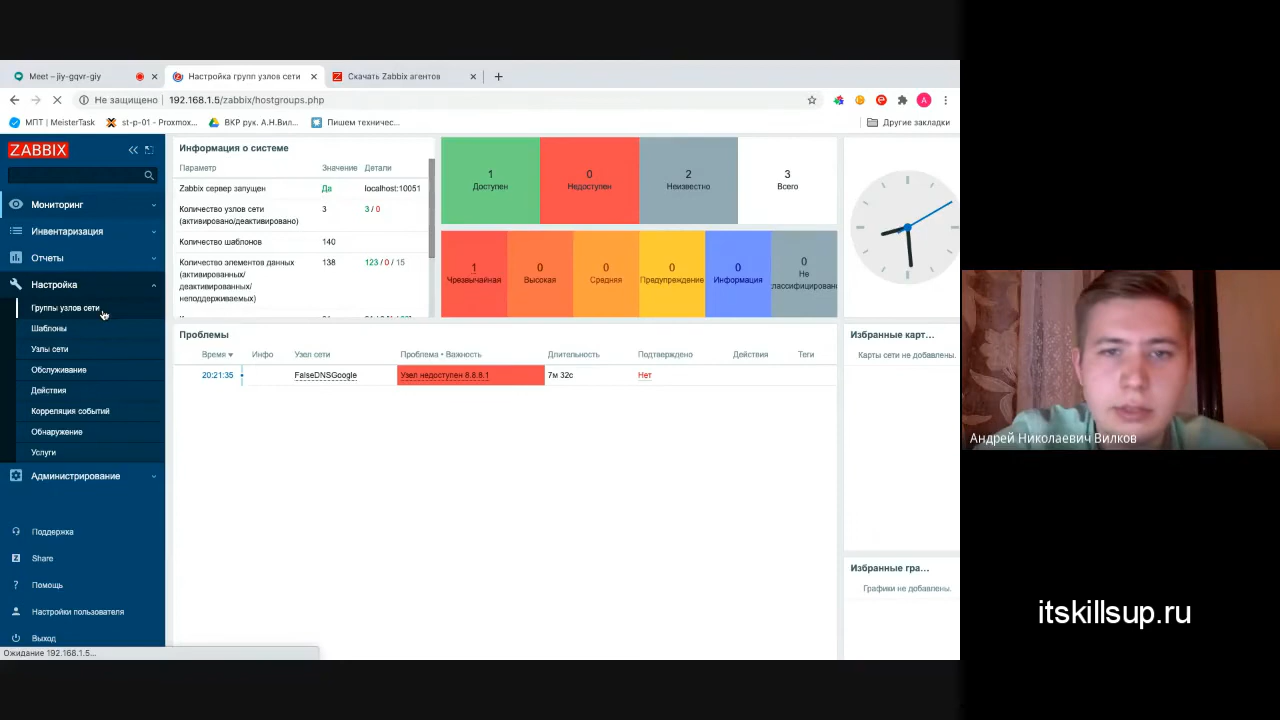 Meet – jiy-gqvr-giy
Настройка групп узлов сети
Скачать Zabbix агентов
Не защищено
192.168.1.5/zabbix/hostgroups.php
МПТ | MeisterTask
st-p-01 - Proxmox...
ВКР рук. А.Н.Вил...
Пишем техничес...
Другие закладки
ZABBIX
Мониторинг
Инвентаризация
Отчеты
Настройка
Группы узлов сети
Шаблоны
Узлы сети
Обслуживание
Действия
Корреляция событий
Обнаружение
Услуги
Администрирование
Поддержка
Share
Помощь
Настройки пользователя
Выход
Ожидание 192.168.1.5...
Информация о системе
Параметр Значение Детали
Zabbix сервер запущен Да localhost:10051
Количество узлов сети 3 3 / 0
(активировано/деактивировано)
Количество шаблонов 140
Количество элементов данных 138 123 / 0 / 15
(активированных/
деактивированных/
неподдерживаемых)
1
Доступен
0
Недоступен
2
Неизвестно
3
Всего
1
Чрезвычайная
0
Высокая
0
Средняя
0
Предупреждение
0
Информация
0
Не
классифицировано
Проблемы
Время Инфо Узел сети Проблема • Важность Длительность Подтверждено Действия Теги
20:21:35 FalseDNSGoogle Узел недоступен 8.8.8.1 7м 32с Нет
Избранные карт...
Карты сети не добавлены.
Избранные гра...
Графики не добавлены.
Андрей Николаевич Вилков
itskillsup.ru